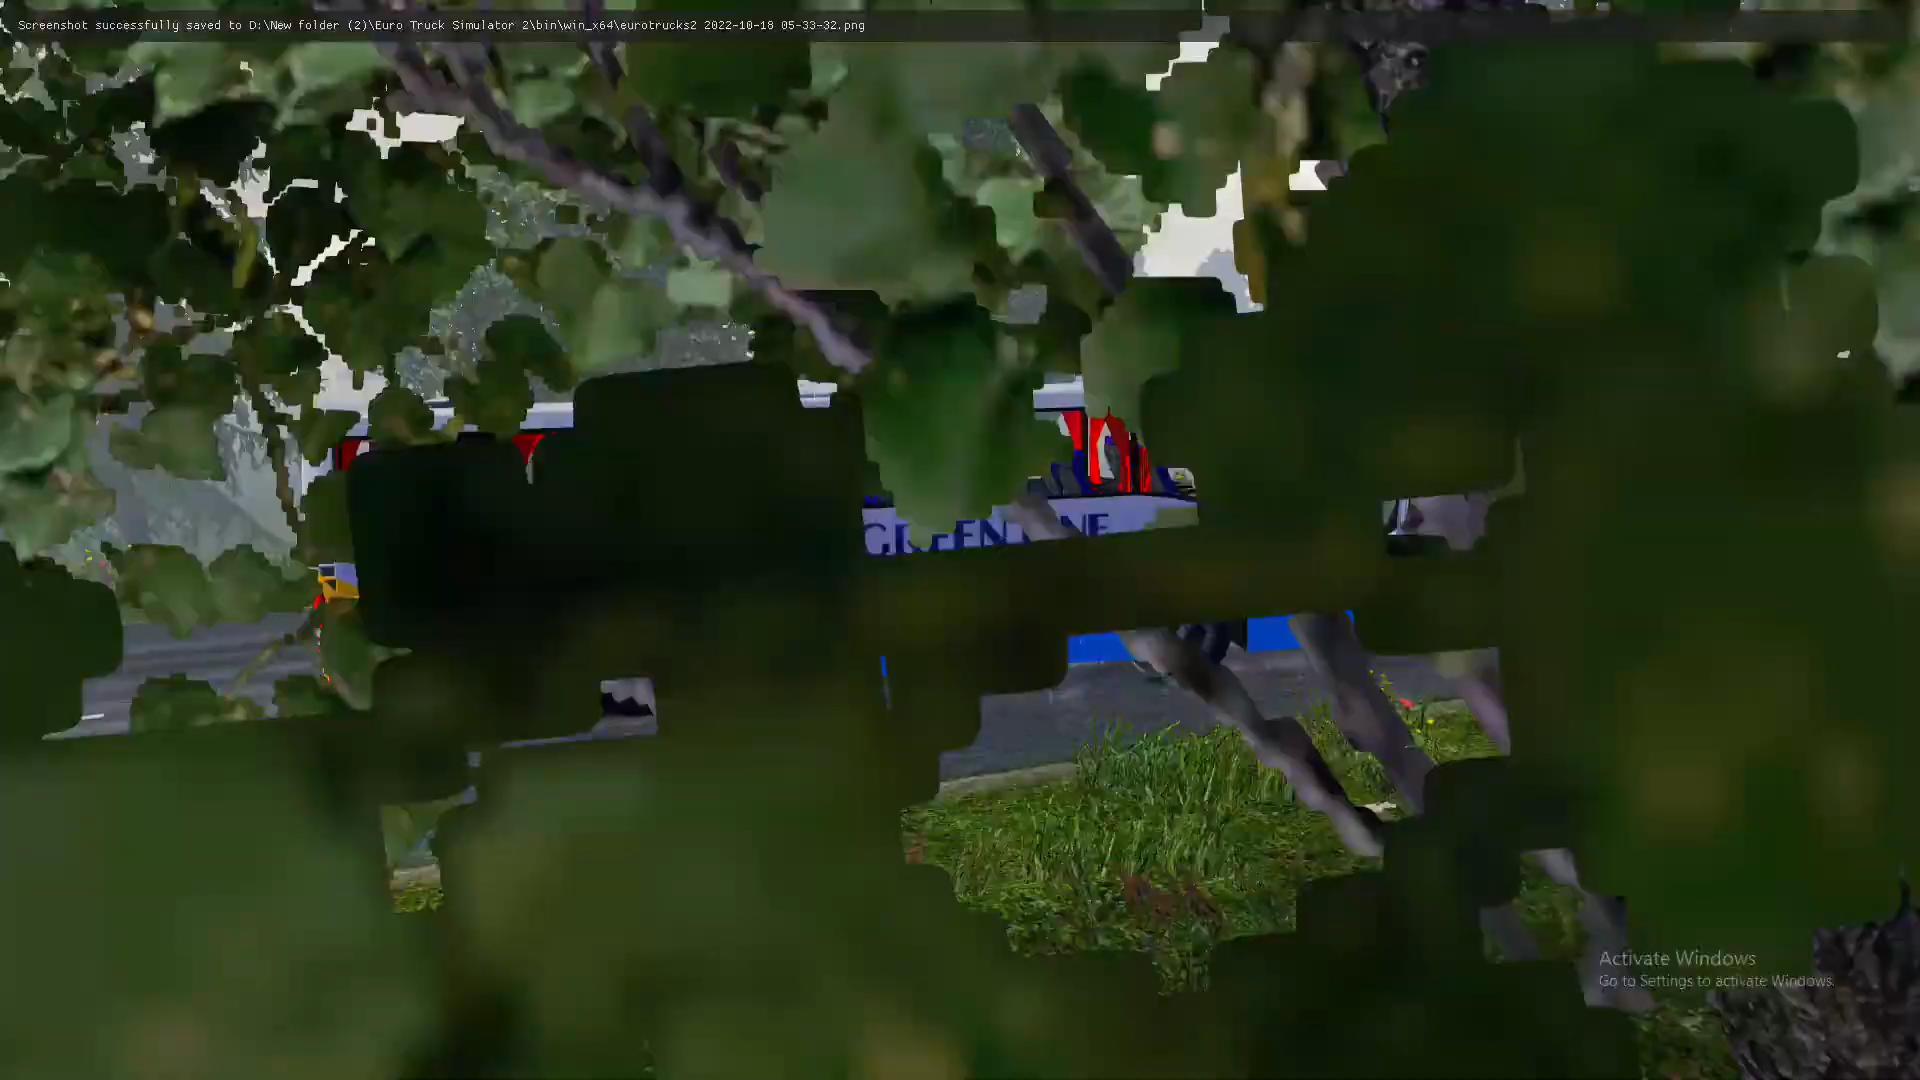 Screenshot successfully saved to D:\New folder (2)\Euro Truck Simulator 2\bin\win_x64\eurotrucks2 2022-10-18 05-33-32.png
Activate Windows
Go to Settings to activate Windows.